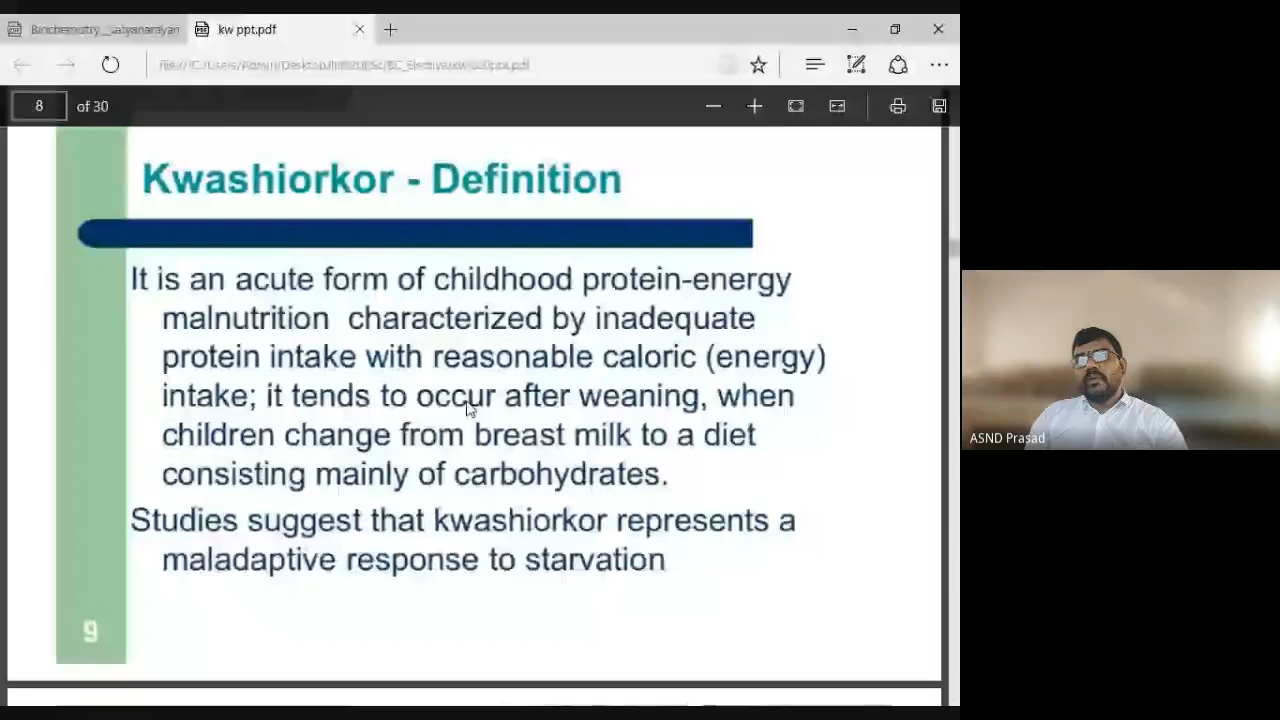 kw ppt.pdf
8 of 30
Kwashiorkor - Definition
It is an acute form of childhood protein-energy
malnutrition characterized by inadequate
protein intake with reasonable caloric (energy)
intake; it tends to occur after weaning, when
children change from breast milk to a diet
consisting mainly of carbohydrates.
Studies suggest that kwashiorkor represents a
maladaptive response to starvation
9
ASND Prasad